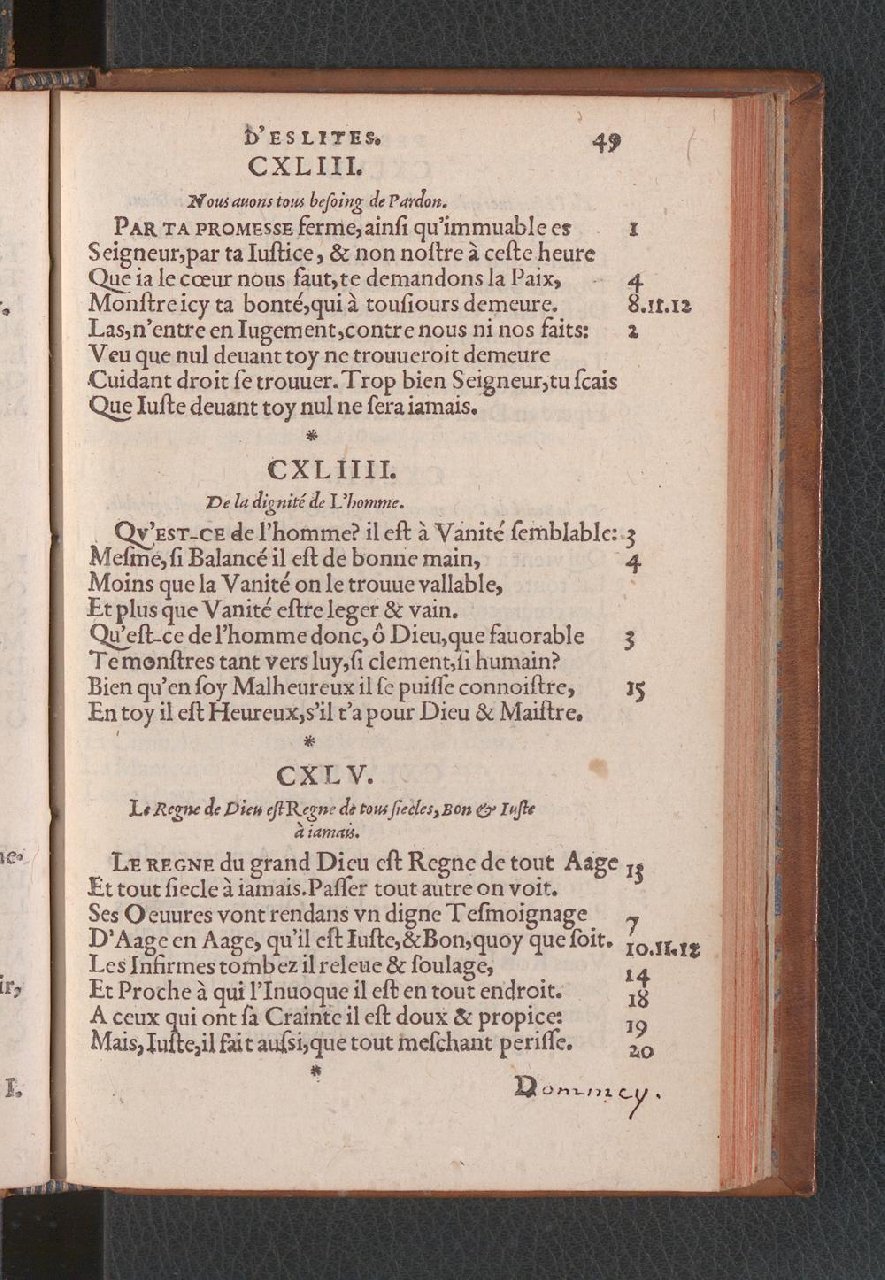 D'ESLITES. 49
CXLIII.
Nous auons tous beſoing de Pardon.
PAR TA PROMESSE ferme, ainſi qu'immuable es 1
Seigneur, par ta Iuſtice, & non noſtre à ceſte heure
Que ia le cœur nous faut, te demandons la Paix, 4
Monſtre icy ta bonté, qui à touſiours demeure. 8.11.12
Las, n'entre en Iugement, contre nous ni nos faits: 2
Veu que nul deuant toy ne trouueroit demeure
Cuidant droit ſe trouuer. Trop bien Seigneur, tu ſcais
Que Iuſte deuant toy nul ne ſera iamais.
*
CXLIIII.
De la dignité de L'homme.
QV'EST-CE de l'homme? il eſt à Vanité ſemblable: 3
Meſme, ſi Balancé il eſt de bonne main, 4
Moins que la Vanité on le trouue vallable,
Et plus que Vanité eſtre leger & vain.
Qu'eſt-ce de l'homme donc, ô Dieu, que fauorable 3
Te monſtres tant vers luy, ſi clement, ſi humain?
Bien qu'en ſoy Malheureux il ſe puiſſe connoiſtre, 15
En toy il eſt Heureux, s'il t'a pour Dieu & Maiſtre.
*
CXLV.
Le Regne de Dieu eſt Regne de tous ſiecles, Bon & Iuſte
à iamais.
LE REGNE du grand Dieu eſt Regne de tout Aage 13
Et tout ſiecle à iamais. Paſſer tout autre on voit.
Ses Oeuures vont rendans vn digne Teſmoignage 7
D'Aage en Aage, qu'il eſt Iuſte, & Bon, quoy que ſoit. 10.11.12
Les Infirmes tombez il releue & ſoulage, 14
Et Proche à qui l'Inuoque il eſt en tout endroit. 18
A ceux qui ont ſa Crainte il eſt doux & propice: 19
Mais, Iuſte, il fait auſsi, que tout meſchant periſſe. 20
*
I.